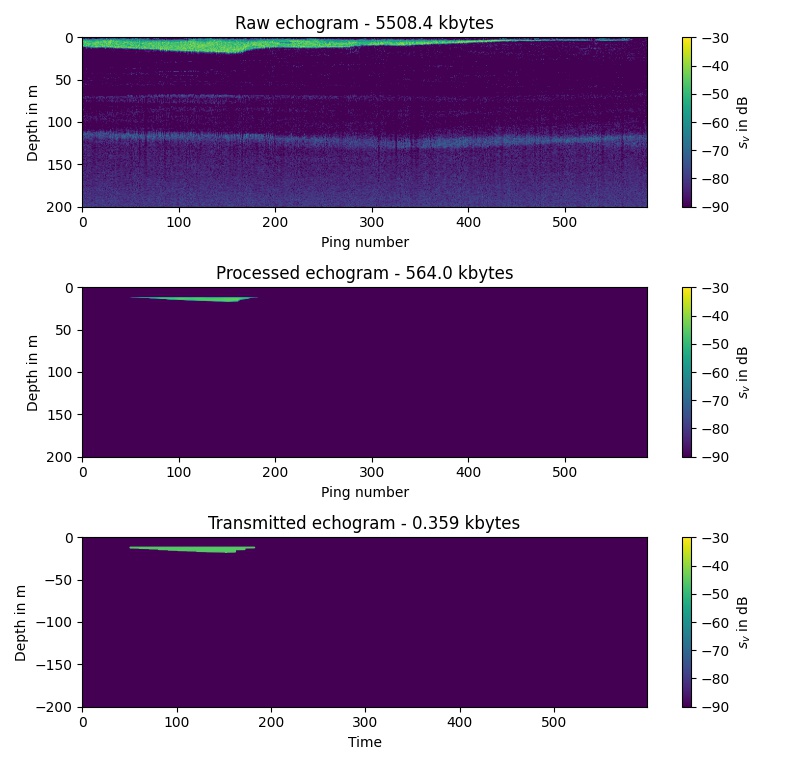 Raw echogram - 5508.4 kbytes
0
50
100
150
200
Depth in m
0 100 200 300 400 500
Ping number
−30
−40
−50
−60
−70
−80
−90
sv in dB
Processed echogram - 564.0 kbytes
0
50
100
150
200
Depth in m
0 100 200 300 400 500
Ping number
−30
−40
−50
−60
−70
−80
−90
sv in dB
Transmitted echogram - 0.359 kbytes
0
−50
−100
−150
−200
Depth in m
0 100 200 300 400 500
Time
−30
−40
−50
−60
−70
−80
−90
sv in dB